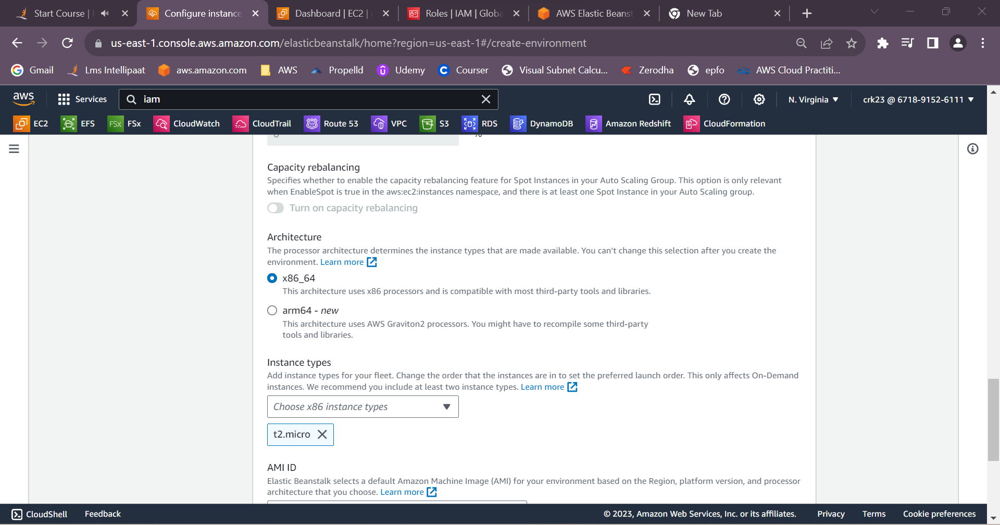 Start Course |
Configure instance
Dashboard | EC2 |
Roles | IAM | Globa
AWS Elastic Beanst
New Tab
us-east-1.console.aws.amazon.com/elasticbeanstalk/home?region=us-east-1#/create-environment
Gmail
Lms Intellipaat
aws.amazon.com
AWS
Propelld
Udemy
Courser
Visual Subnet Calcu...
Zerodha
epfo
AWS Cloud Practiti...
aws
Services
iam
N. Virginia
crk23 @ 6718-9152-6111
EC2
EFS
FSx
FSx
CloudWatch
CloudTrail
Route 53
VPC
S3
RDS
DynamoDB
Amazon Redshift
CloudFormation
0
%
Capacity rebalancing
Specifies whether to enable the capacity rebalancing feature for Spot Instances in your Auto Scaling Group. This option is only relevant
when EnableSpot is true in the aws:ec2:instances namespace, and there is at least one Spot Instance in your Auto Scaling group.
Turn on capacity rebalancing
Architecture
The processor architecture determines the instance types that are made available. You can't change this selection after you create the
environment. Learn more
x86_64
This architecture uses x86 processors and is compatible with most third-party tools and libraries.
arm64 - new
This architecture uses AWS Graviton2 processors. You might have to recompile some third-party
tools and libraries.
Instance types
Add instance types for your fleet. Change the order that the instances are in to set the preferred launch order. This only affects On-Demand
instances. We recommend you include at least two instance types. Learn more
Choose x86 instance types
t2.micro
AMI ID
Elastic Beanstalk selects a default Amazon Machine Image (AMI) for your environment based on the Region, platform version, and processor
architecture that you choose. Learn more
CloudShell
Feedback
© 2023, Amazon Web Services, Inc. or its affiliates.
Privacy
Terms
Cookie preferences